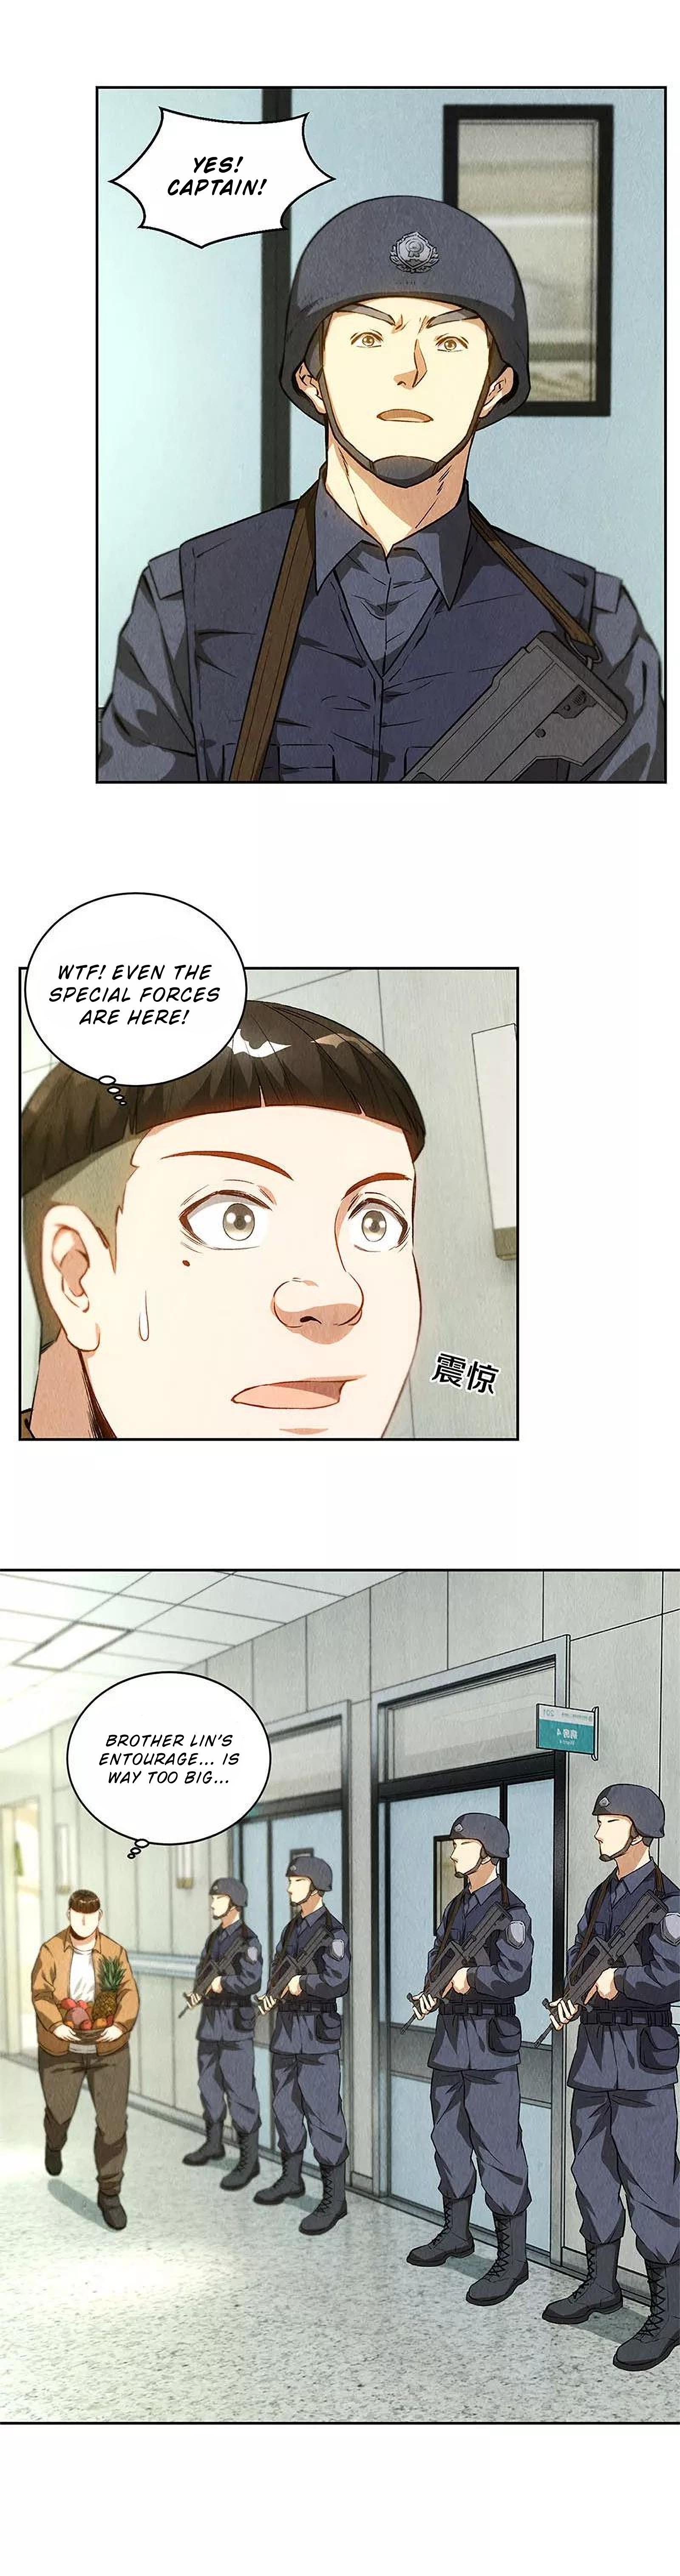 YES!
CAPTAIN!
WTF! EVEN THE
SPECIAL FORCES
ARE HERE!
震惊
BROTHER LIN'S
ENTOURAGE... IS
WAY TOO BIG...